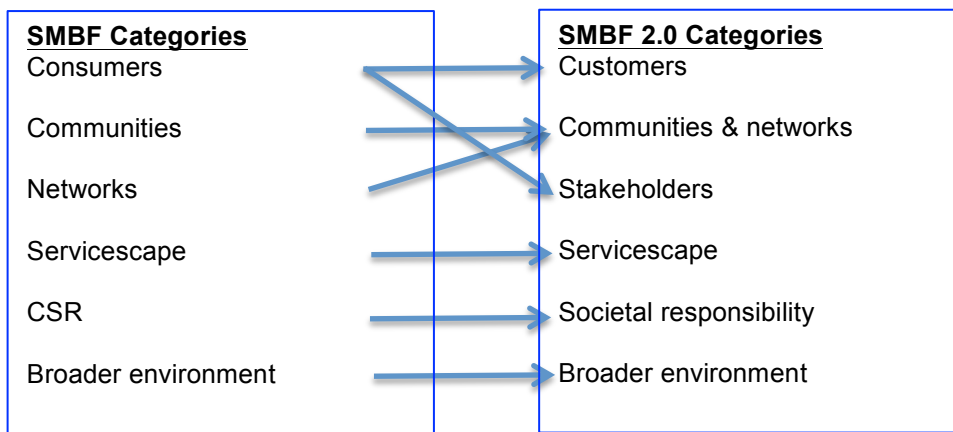 SMBF Categories
Consumers
Communities
Networks
Servicescape
CSR
Broader environment
SMBF 2.0 Categories
Customers
Communities & networks
Stakeholders
Servicescape
Societal responsibility
Broader environment